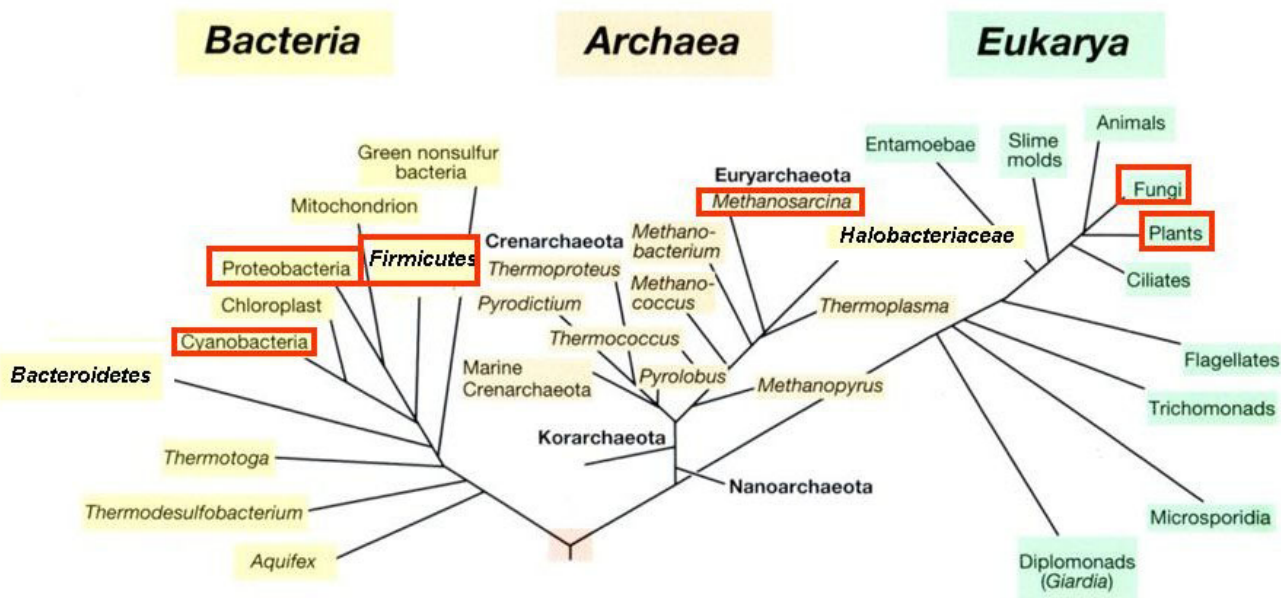 Bacteria
Archaea
Eukarya
Green nonsulfur
bacteria
Mitochondrion
Proteobacteria
Firmicutes
Chloroplast
Cyanobacteria
Bacteroidetes
Thermotoga
Thermodesulfobacterium
Aquifex
Crenarchaeota
Thermoproteus
Pyrodictium
Thermococcus
Marine
Crenarchaeota
Pyrolobus
Korarchaeota
Euryarchaeota
Methanosarcina
Methano-
bacterium
Methano-
coccus
Halobacteriaceae
Thermoplasma
Methanopyrus
Nanoarchaeota
Entamoebae
Slime
molds
Animals
Fungi
Plants
Ciliates
Flagellates
Trichomonads
Microsporidia
Diplomonads
(Giardia)